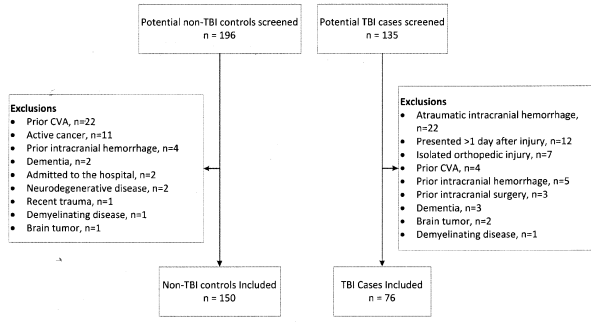 Potential non-TBI controls screened
n = 196
Potential TBI cases screened
n = 135
Exclusions
• Prior CVA, n=22
• Active cancer, n=11
• Prior intracranial hemorrhage, n=4
• Dementia, n=2
• Admitted to the hospital, n=2
• Neurodegenerative disease, n=2
• Recent trauma, n=1
• Demyelinating disease, n=1
• Brain tumor, n=1
Exclusions
• Atraumatic intracranial hemorrhage,
n=22
• Presented >1 day after injury, n=12
• Isolated orthopedic injury, n=7
• Prior CVA, n=4
• Prior intracranial hemorrhage, n=5
• Prior intracranial surgery, n=3
• Dementia, n=3
• Brain tumor, n=2
• Demyelinating disease, n=1
Non-TBI controls Included
n = 150
TBI Cases Included
n = 76